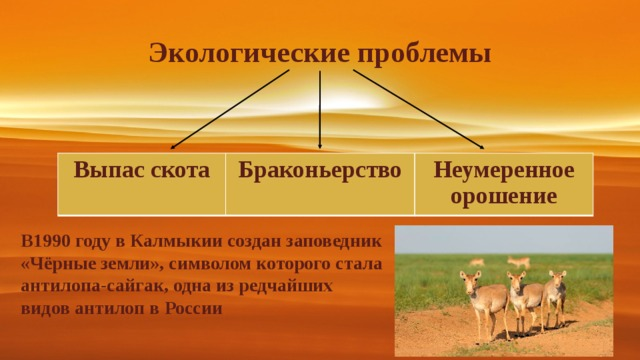 Экологические проблемы
Выпас скота
Браконьерство
Неумеренное
орошение
В1990 году в Калмыкии создан заповедник
«Чёрные земли», символом которого стала
антилопа-сайгак, одна из редчайших
видов антилоп в России